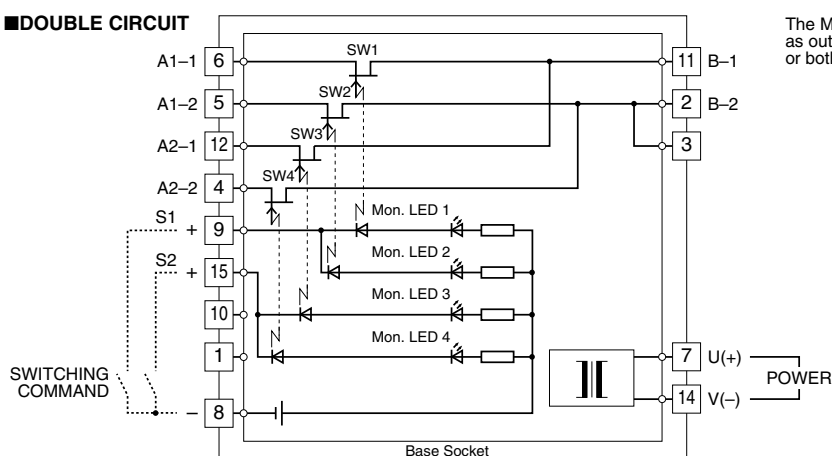 ■DOUBLE CIRCUIT
The M
as out
or both
A1–1 6 SW1 11 B–1
A1–2 5 SW2 2 B–2
A2–1 12 SW3 3
A2–2 4 SW4
S1 + 9 Mon. LED 1
S2 + 15 Mon. LED 2
10 Mon. LED 3
1 Mon. LED 4
7 U(+)
SWITCHING
COMMAND
POWER
14 V(–)
– 8
Base Socket